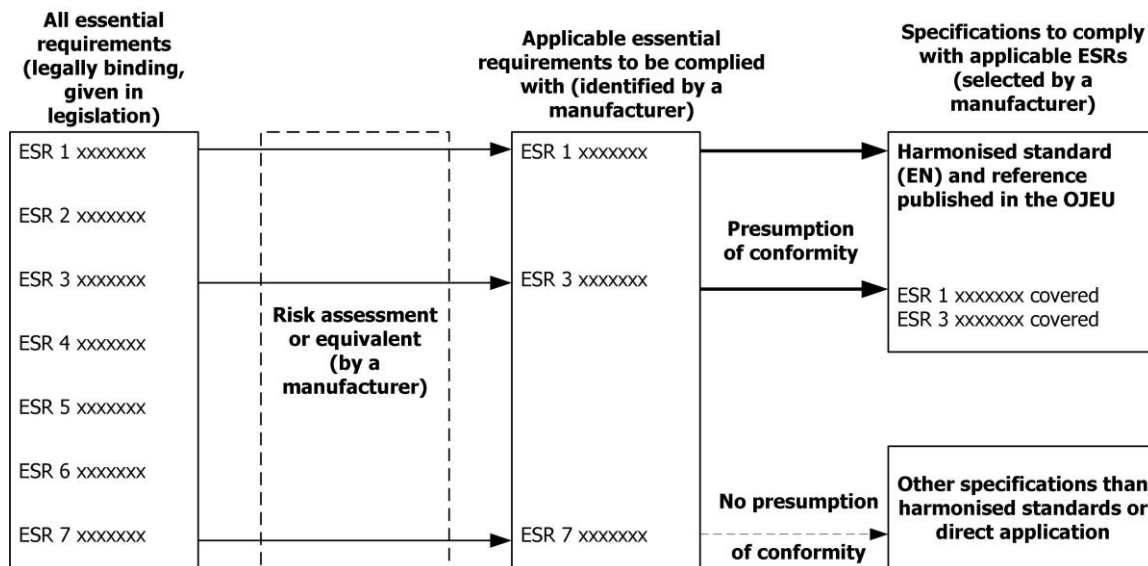 All essential
requirements
(legally binding,
given in
legislation)
ESR 1 xxxxxxx
ESR 2 xxxxxxx
ESR 3 xxxxxxx
ESR 4 xxxxxxx
ESR 5 xxxxxxx
ESR 6 xxxxxxx
ESR 7 xxxxxxx
Risk assessment
or equivalent
(by a
manufacturer)
Applicable essential
requirements to be complied
with (identified by a
manufacturer)
ESR 1 xxxxxxx
ESR 3 xxxxxxx
ESR 7 xxxxxxx
Presumption
of conformity
No presumption
of conformity
Specifications to comply
with applicable ESRs
(selected by a
manufacturer)
Harmonised standard
(EN) and reference
published in the OJEU
ESR 1 xxxxxxx covered
ESR 3 xxxxxxx covered
Other specifications than
harmonised standards or
direct application